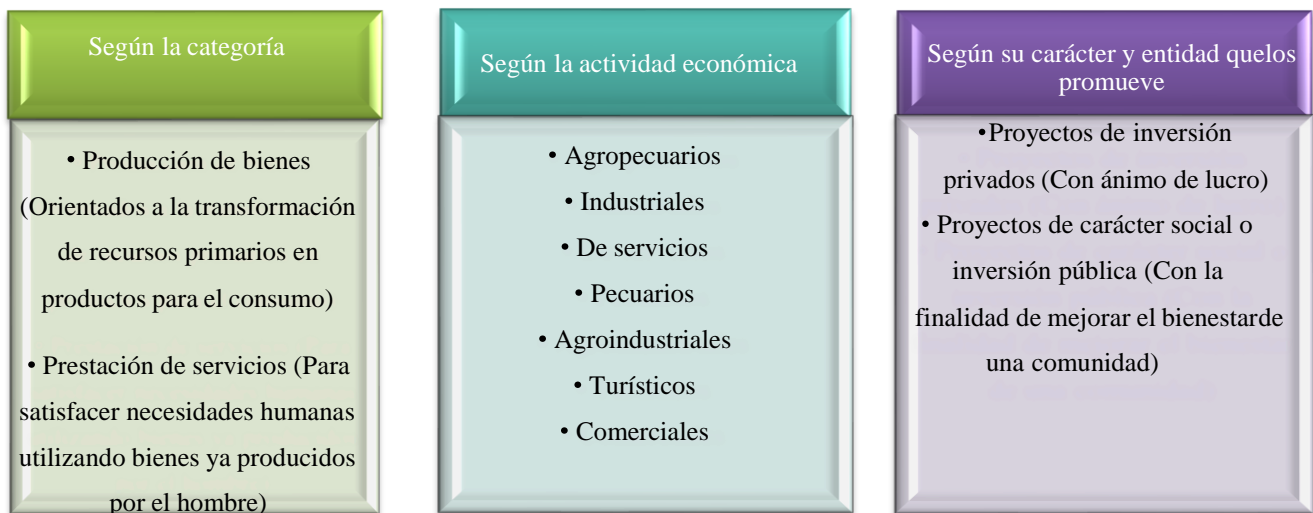 Según la categoría
• Producción de bienes
(Orientados a la transformación
de recursos primarios en
productos para el consumo)
• Prestación de servicios (Para
satisfacer necesidades humanas
utilizando bienes ya producidos
por el hombre)
Según la actividad económica
• Agropecuarios
• Industriales
• De servicios
• Pecuarios
• Agroindustriales
• Turísticos
• Comerciales
Según su carácter y entidad quelos
promueve
•Proyectos de inversión
privados (Con ánimo de lucro)
• Proyectos de carácter social o
inversión pública (Con la
finalidad de mejorar el bienestarde
una comunidad)